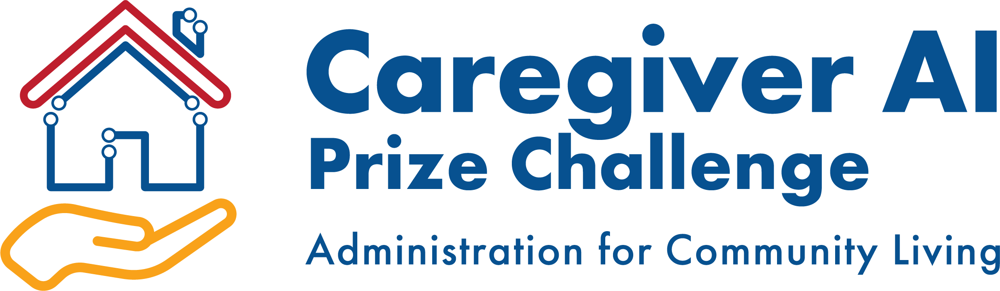 Caregiver AI
Prize Challenge
Administration for Community Living